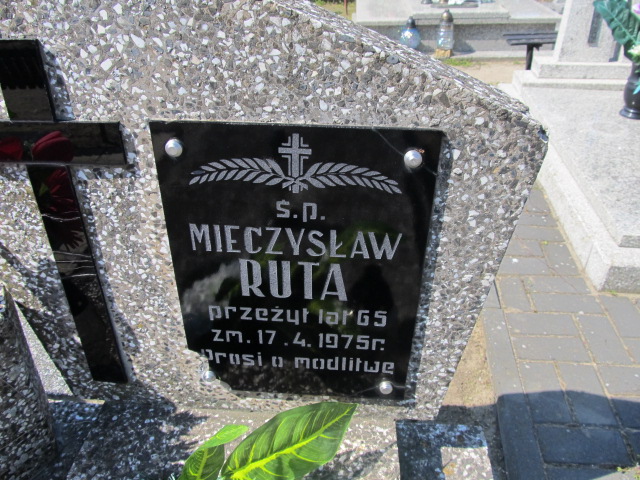 ś.p.
MIECZYSŁAW
RUTA
przeżył lat 65
zm. 17. 4. 1975r.
Prosi o modlitwę